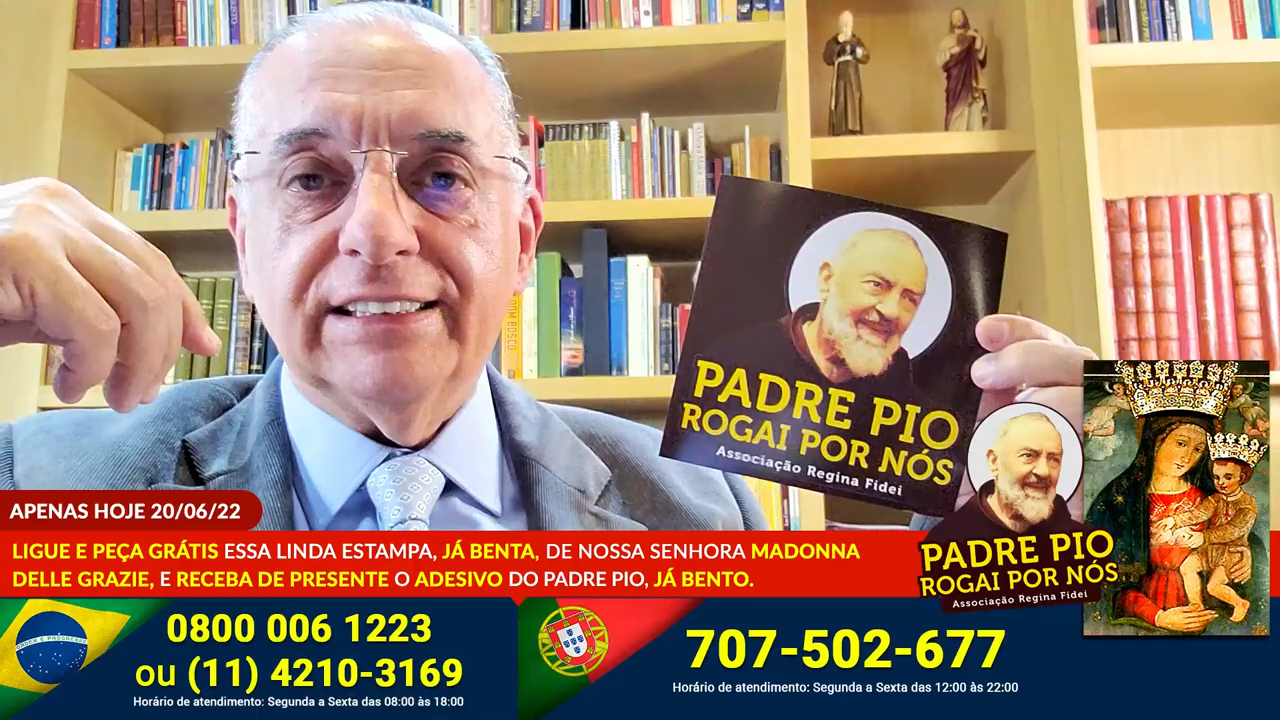 DOM BOSCO
PADRE PIO
ROGAI POR NÓS
Associação Regina Fidei
APENAS HOJE 20/06/22
LIGUE E PEÇA GRÁTIS ESSA LINDA ESTAMPA, JÁ BENTA, DE NOSSA SENHORA MADONNA
DELLE GRAZIE, E RECEBA DE PRESENTE O ADESIVO DO PADRE PIO, JÁ BENTO.
PADRE PIO
ROGAI POR NÓS
Associação Regina Fidei
ORDEM E PROGRESSO
0800 006 1223
ou (11) 4210-3169
Horário de atendimento: Segunda a Sexta das 08:00 às 18:00
707-502-677
Horário de atendimento: Segunda a Sexta das 12:00 às 22:00